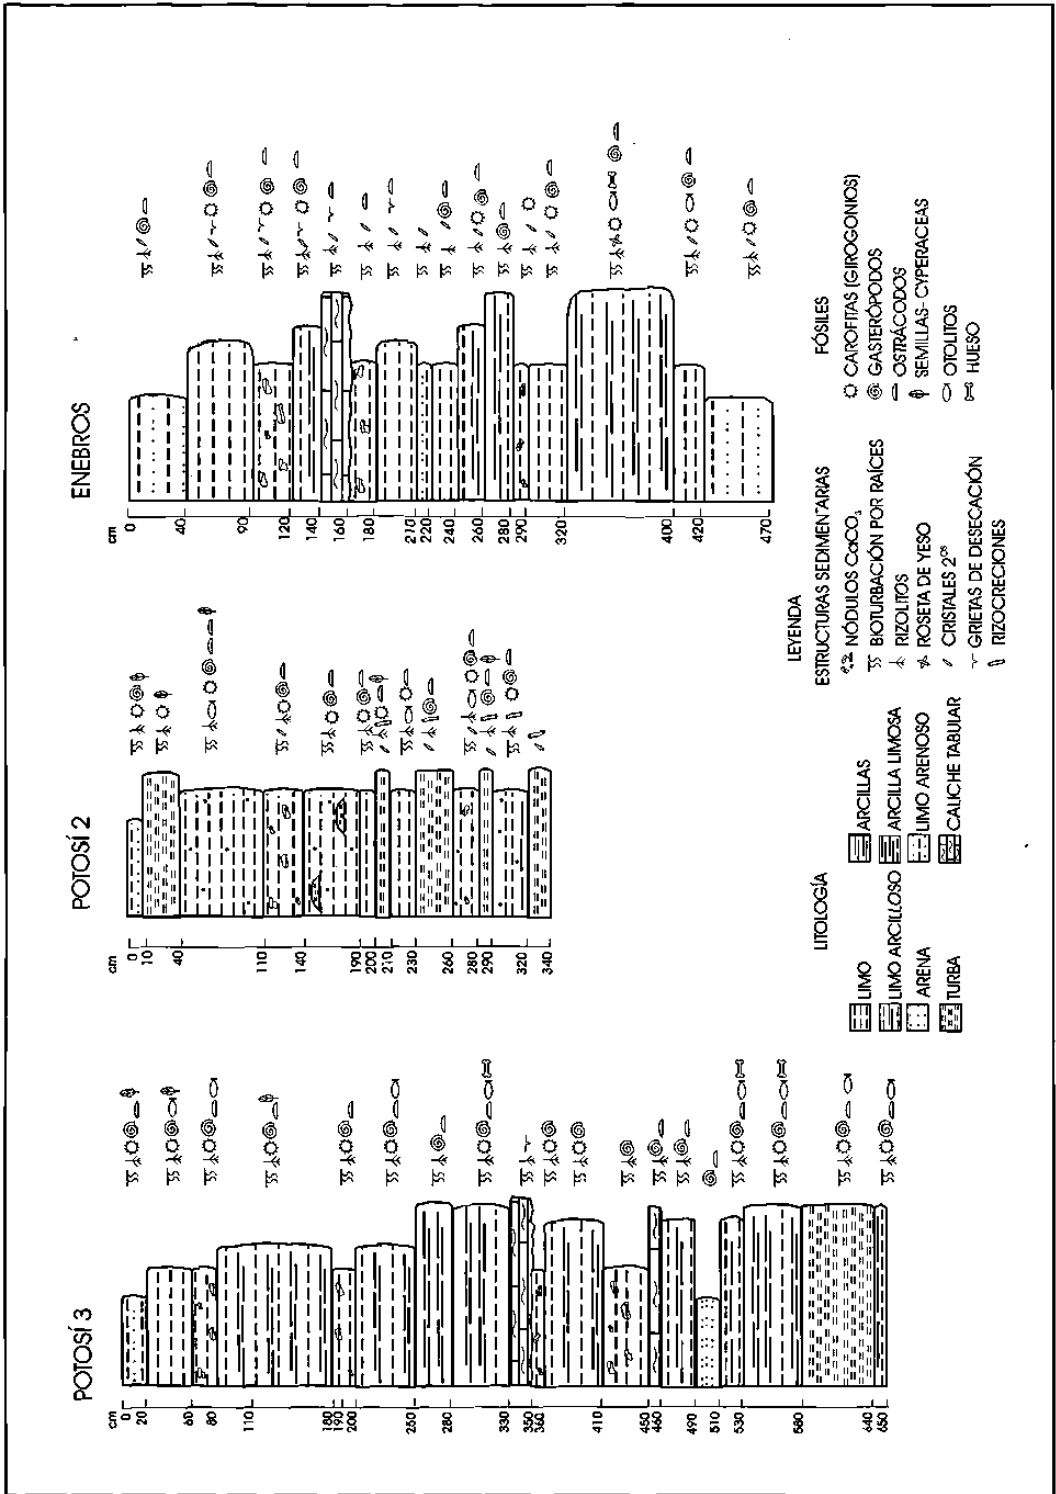 POTOSÍ 3
cm
0
20
60
80
110
180
190
200
250
280
330
350
360
410
450
460
490
510
530
580
640
650
POTOSÍ 2
cm
0
10
40
110
140
190
200
210
230
260
280
290
320
340
ENEBROS
cm
0
40
90
120
140
160
180
210
220
240
260
280
290
320
400
420
470
LEYENDA
LITOLOGÍA
LIMO
LIMO ARCILLOSO
ARENA
TURBA
ARCILLAS
ARCILLA LIMOSA
LIMO ARENOSO
CALICHE TABULAR
ESTRUCTURAS SEDIMENTARIAS
NÓDULOS CaCO₃
BIOTURBACIÓN POR RAÍCES
RIZOLITOS
ROSETA DE YESO
CRISTALES 2ºˢ
GRIETAS DE DESECACIÓN
RIZOCRECIONES
FÓSILES
CAROFITAS (GIROGONIOS)
GASTERÓPODOS
OSTRÁCODOS
SEMILLAS- CYPERACEAS
OTOLITOS
HUESO